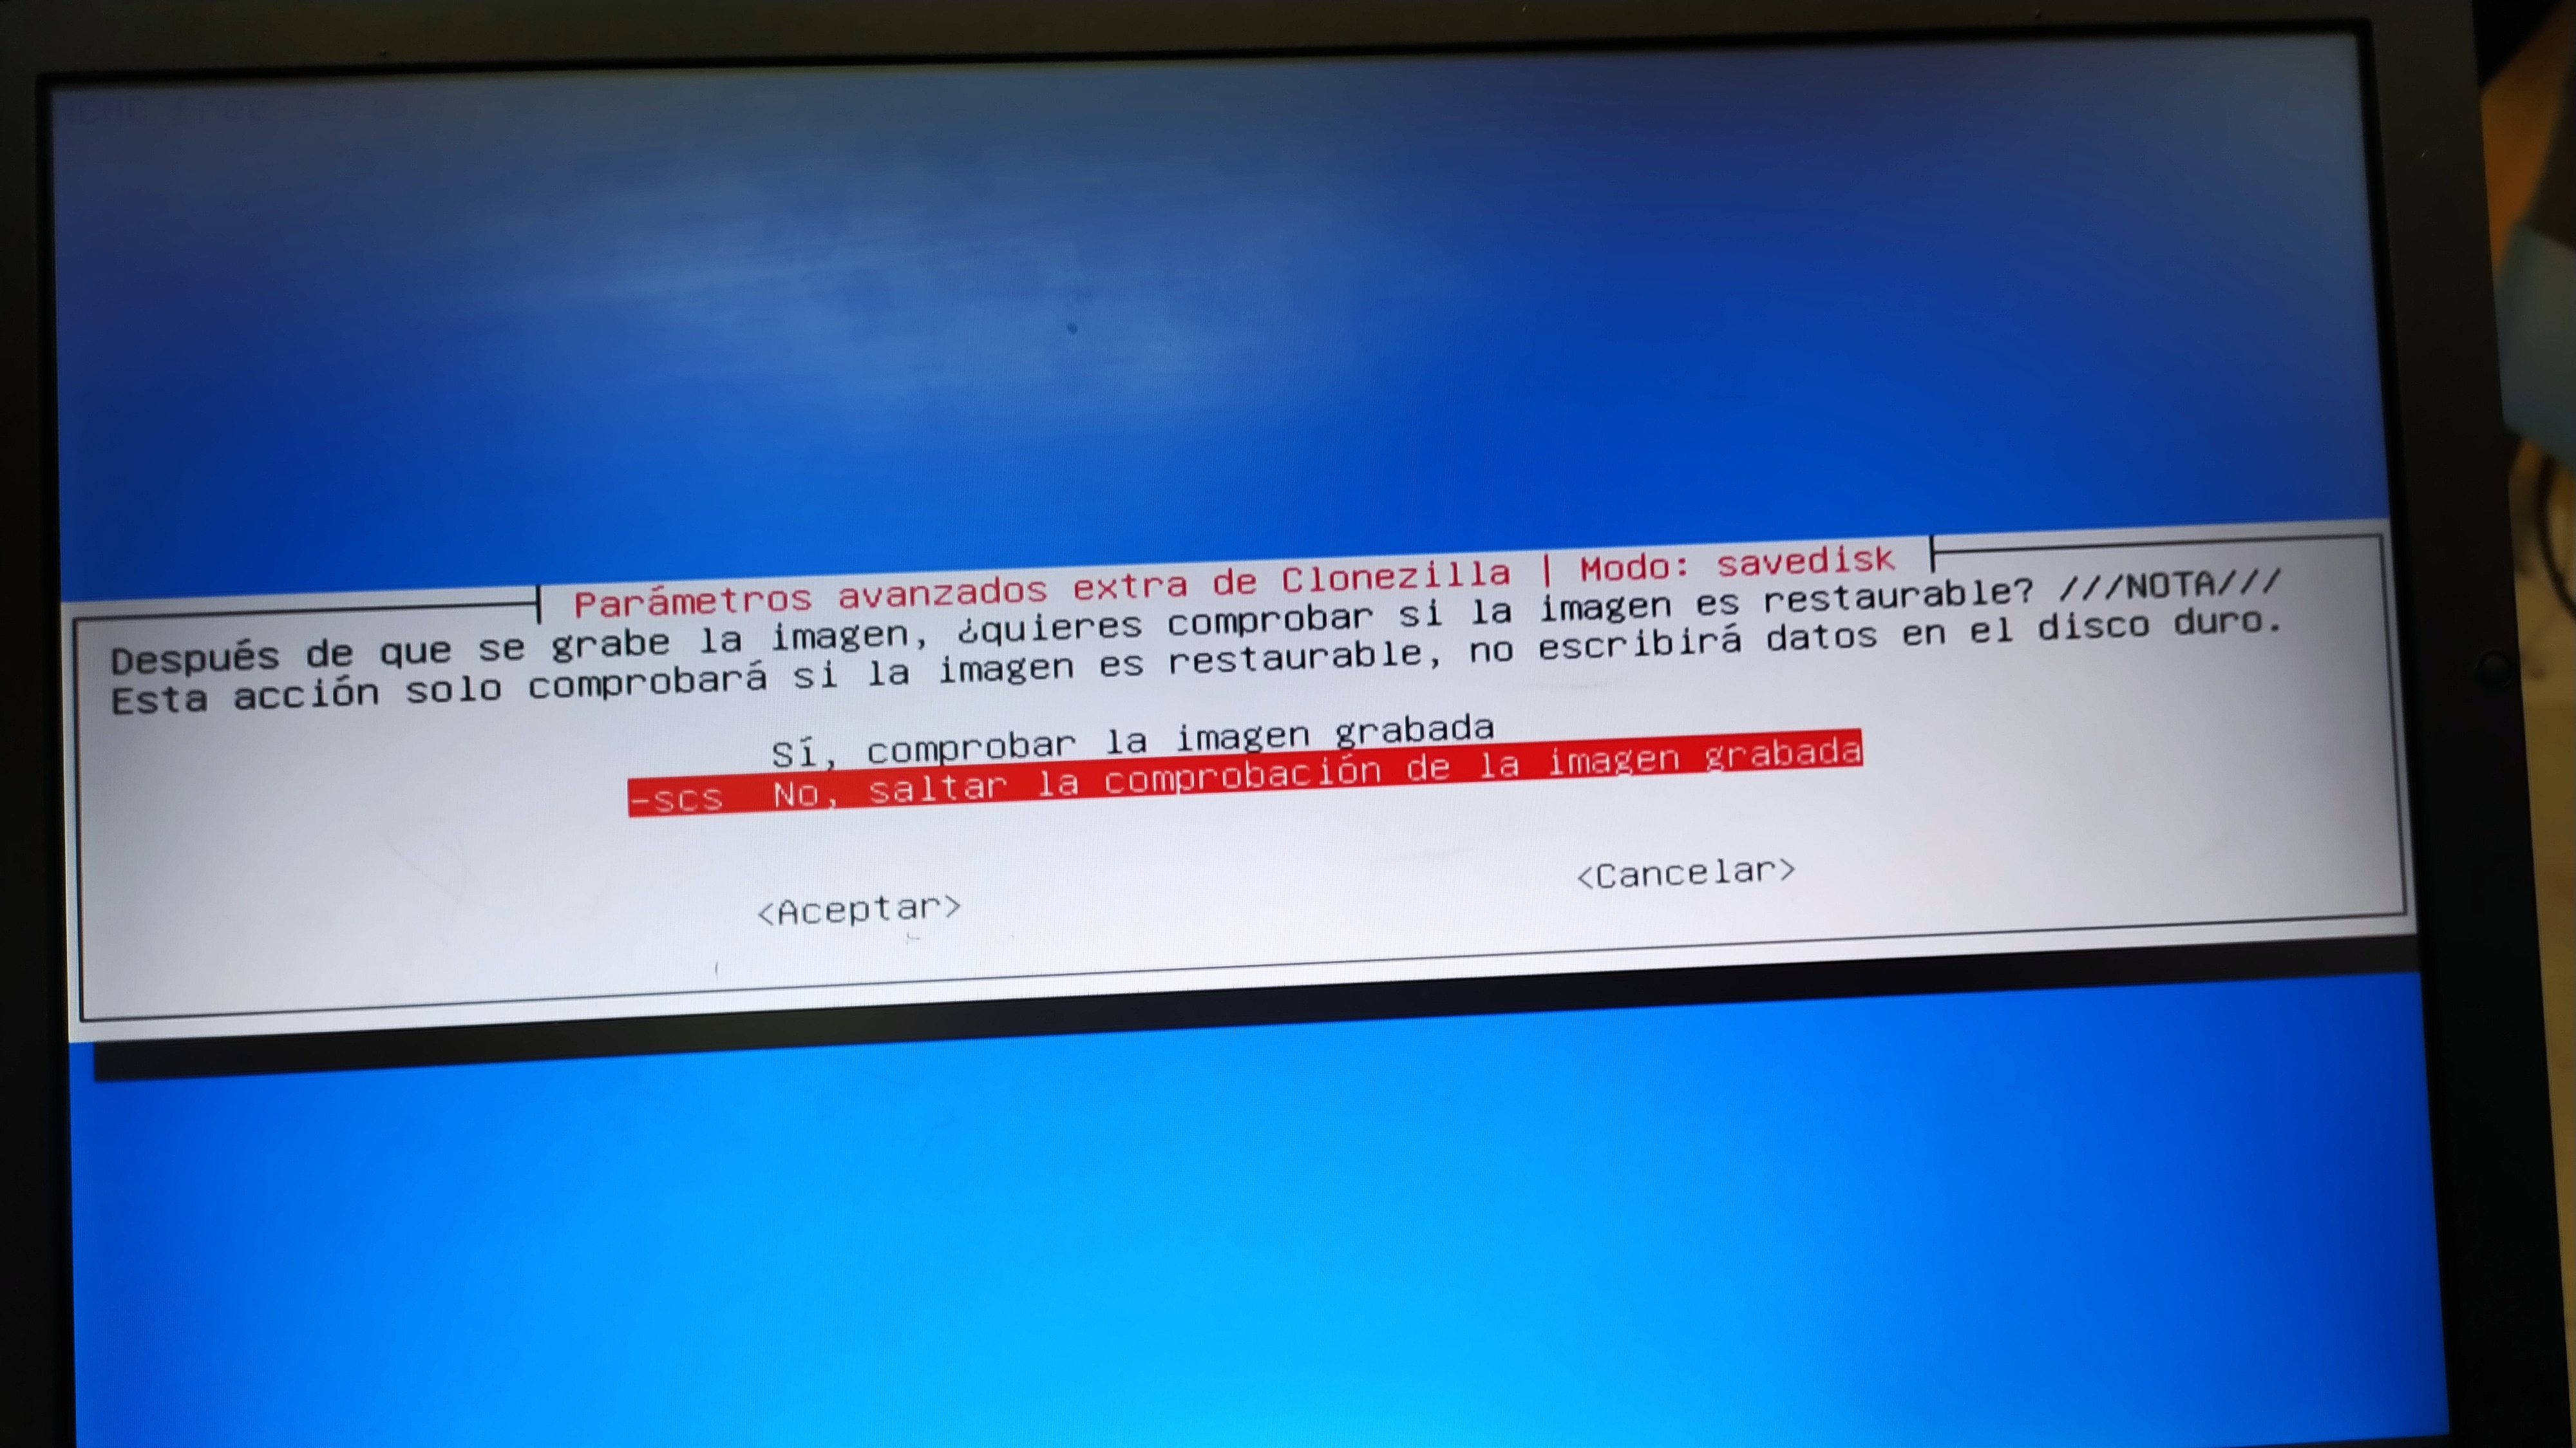 Parámetros avanzados extra de Clonezilla | Modo: savedisk
Después de que se grabe la imagen, ¿quieres comprobar si la imagen es restaurable? ///NOTA///
Esta acción solo comprobará si la imagen es restaurable, no escribirá datos en el disco duro.
Sí, comprobar la imagen grabada
-scs No, saltar la comprobación de la imagen grabada
<Aceptar> <Cancelar>